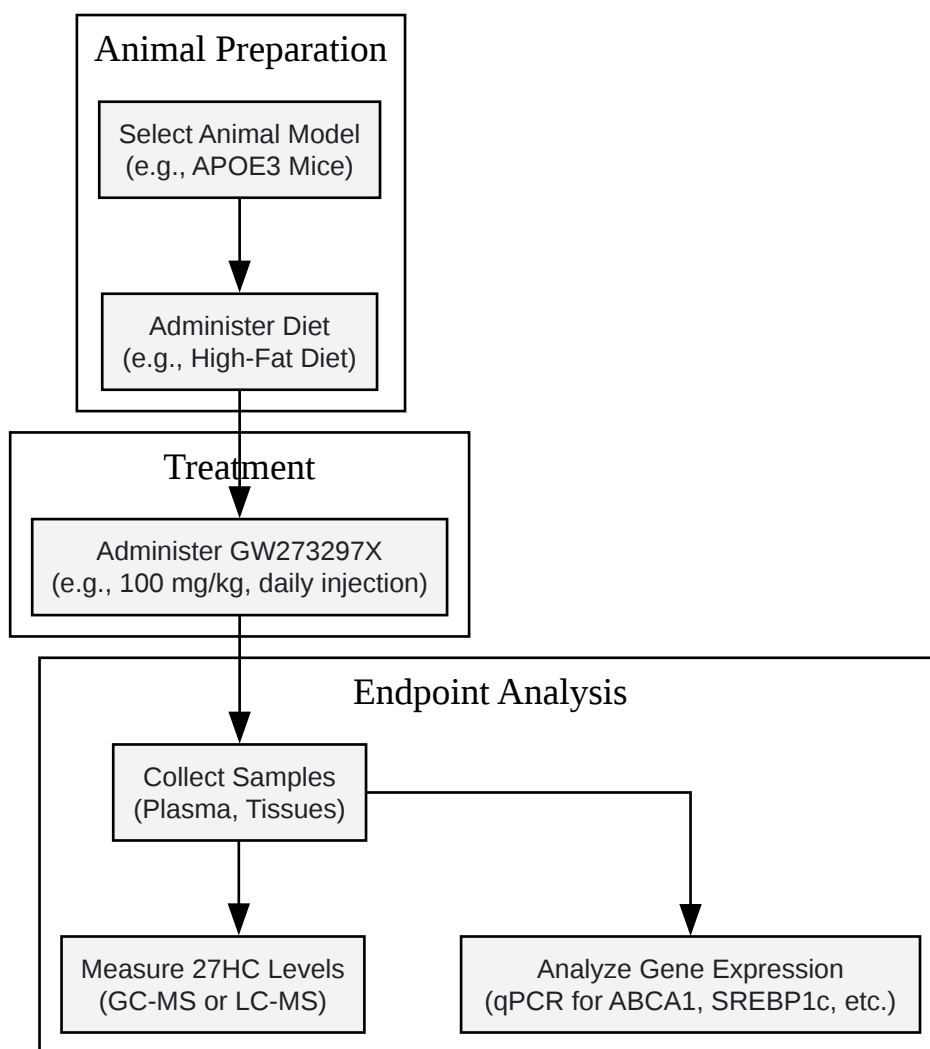 Animal Preparation
Select Animal Model
(e.g., APOE3 Mice)
Administer Diet
(e.g., High-Fat Diet)
Treatment
Administer GW273297X
(e.g., 100 mg/kg, daily injection)
Endpoint Analysis
Collect Samples
(Plasma, Tissues)
Measure 27HC Levels
(GC-MS or LC-MS)
Analyze Gene Expression
(qPCR for ABCA1, SREBP1c, etc.)